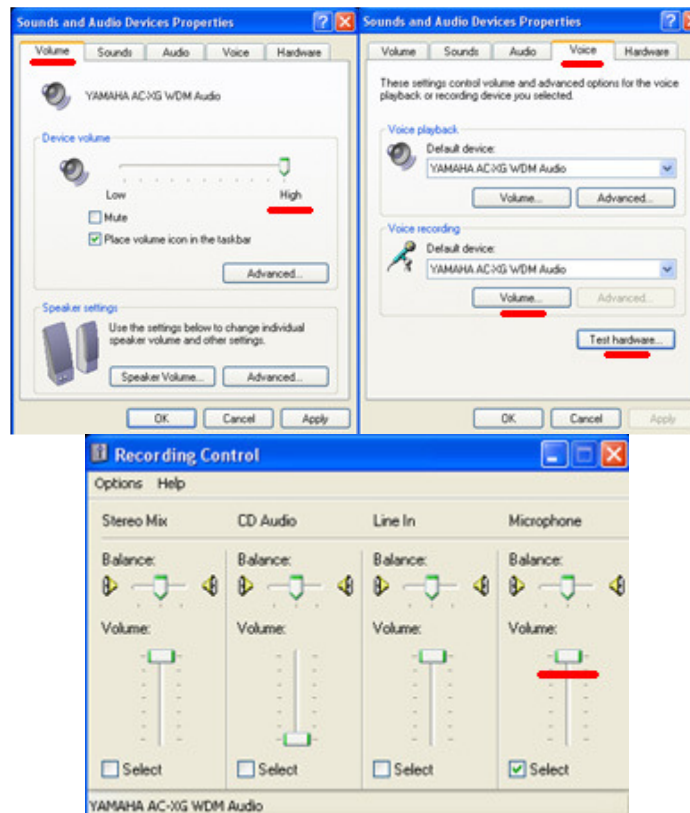 Sounds and Audio Devices Properties
Volume Sounds Audio Voice Hardware
YAMAHA AC-XG WDM Audio
Device volume
Low High
Mute
Place volume icon in the taskbar
Advanced...
Speaker settings
Use the settings below to change individual
speaker volume and other settings.
Speaker Volume... Advanced...
OK Cancel Apply
Sounds and Audio Devices Properties
Volume Sounds Audio Voice Hardware
These settings control volume and advanced options for the voice
playback or recording device you selected.
Voice playback
Default device:
YAMAHA AC-XG WDM Audio
Volume... Advanced...
Voice recording
Default device:
YAMAHA AC-XG WDM Audio
Volume... Advanced...
Test hardware...
OK Cancel Apply
Recording Control
Options Help
Stereo Mix CD Audio Line In Microphone
Balance: Balance: Balance: Balance:
Volume: Volume: Volume: Volume:
Select Select Select Select
YAMAHA AC-XG WDM Audio